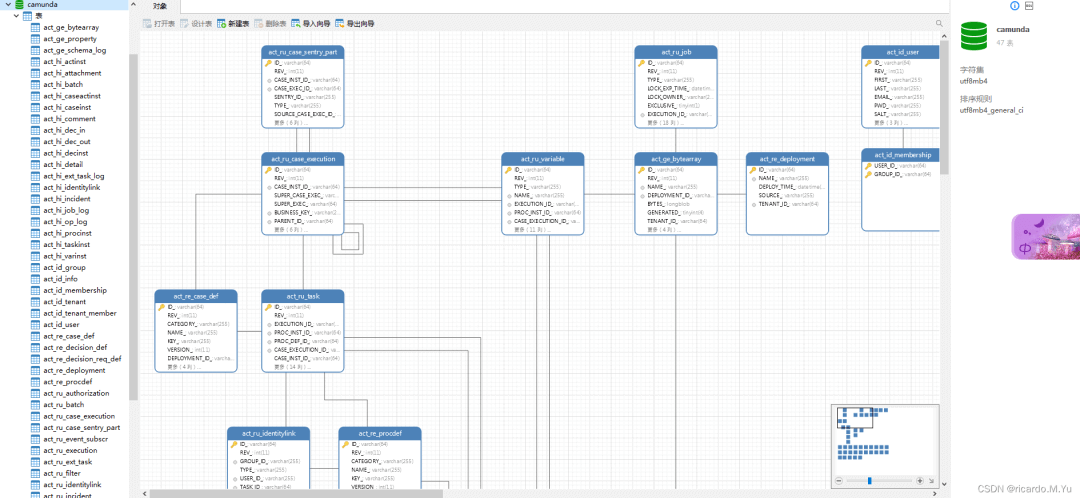 camunda
对象
表
act_ge_bytearray
act_ge_property
act_ge_schema_log
act_hi_actinst
act_hi_attachment
act_hi_batch
act_hi_caseactinst
act_hi_caseinst
act_hi_comment
act_hi_dec_in
act_hi_dec_out
act_hi_decinst
act_hi_detail
act_hi_ext_task_log
act_hi_identitylink
act_hi_incident
act_hi_job_log
act_hi_op_log
act_hi_procinst
act_hi_taskinst
act_hi_varinst
act_id_group
act_id_info
act_id_membership
act_id_tenant
act_id_tenant_member
act_id_user
act_re_case_def
act_re_decision_def
act_re_decision_req_def
act_re_deployment
act_re_procdef
act_ru_authorization
act_ru_batch
act_ru_case_execution
act_ru_case_sentry_part
act_ru_event_subscr
act_ru_execution
act_ru_ext_task
act_ru_filter
act_ru_identitylink
act_ru_incident
打开表 设计表 新建表 删除表 导入向导 导出向导
act_ru_case_sentry_part
ID_ varchar(64)
REV_ int(11)
CASE_INST_ID_ varchar(64)
CASE_EXEC_ID_ varchar(64)
SENTRY_ID_ varchar(255)
TYPE_ varchar(255)
SOURCE_CASE_EXEC_ID_
更多 (6 列) ...
act_ru_job
ID_ varchar(64)
REV_ int(11)
TYPE_ varchar(255)
LOCK_EXP_TIME_ datetim...
LOCK_OWNER_ varchar(2...
EXCLUSIVE_ tinyint(1)
EXECUTION_ID_ varchar(...
更多 (18 列) ...
act_id_user
ID_ varchar(64)
REV_ int(11)
FIRST_ varchar(255)
LAST_ varchar(255)
EMAIL_ varchar(255)
PWD_ varchar(255)
SALT_ varchar(255)
更多 (3 列) ...
act_ru_case_execution
ID_ varchar(64)
REV_ int(11)
CASE_INST_ID_ varchar(64)
SUPER_CASE_EXEC_ varchar(...
SUPER_EXEC_ varchar(64)
BUSINESS_KEY_ varchar(2...
PARENT_ID_ varchar(64)
更多 (6 列) ...
act_ru_variable
ID_ varchar(64)
REV_ int(11)
TYPE_ varchar(255)
NAME_ varchar(255)
EXECUTION_ID_ varchar(64)
PROC_INST_ID_ varchar(64)
CASE_EXECUTION_ID_ va...
更多 (11 列) ...
act_ge_bytearray
ID_ varchar(64)
REV_ int(11)
NAME_ varchar(255)
DEPLOYMENT_ID_ varcha...
BYTES_ longblob
GENERATED_ tinyint(4)
TENANT_ID_ varchar(64)
更多 (4 列) ...
act_re_deployment
ID_ varchar(64)
NAME_ varchar(255)
DEPLOY_TIME_ datetime(...
SOURCE_ varchar(255)
TENANT_ID_ varchar(64)
act_id_membership
USER_ID_ varchar(64)
GROUP_ID_ varchar(64)
act_re_case_def
ID_ varchar(64)
REV_ int(11)
CATEGORY_ varchar(255)
NAME_ varchar(255)
KEY_ varchar(255)
VERSION_ int(11)
DEPLOYMENT_ID_ varcha...
更多 (4 列) ...
act_ru_task
ID_ varchar(64)
REV_ int(11)
EXECUTION_ID_ varchar(64)
PROC_INST_ID_ varchar(64)
PROC_DEF_ID_ varchar(64)
CASE_EXECUTION_ID_ va...
CASE_INST_ID_ varchar(64)
更多 (14 列) ...
act_ru_identitylink
ID_ varchar(64)
REV_ int(11)
GROUP_ID_ varchar(255)
TYPE_ varchar(255)
USER_ID_ varchar(255)
TASK_ID_ varchar(64)
act_re_procdef
ID_ varchar(64)
REV_ int(11)
CATEGORY_ varchar(255)
NAME_ varchar(255)
KEY_ varchar(255)
VERSION_ int(11)
camunda
47 表
字符集
utf8mb4
排序规则
utf8mb4_general_ci
中
CSDN @ricardo.M.Yu